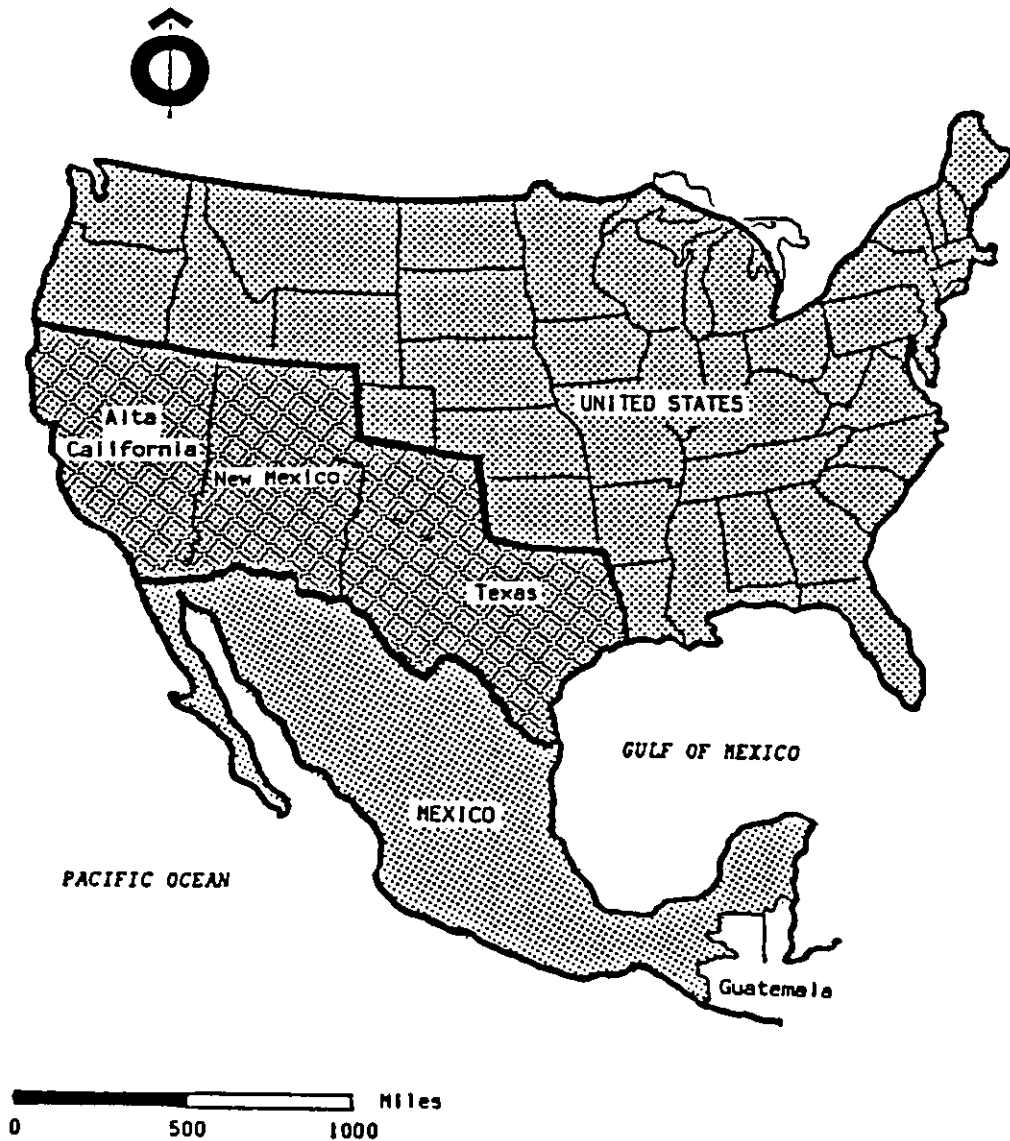 UNITED STATES
Alta
California
New Mexico
Texas
GULF OF MEXICO
MEXICO
PACIFIC OCEAN
Guatemala
Miles
0 500 1000